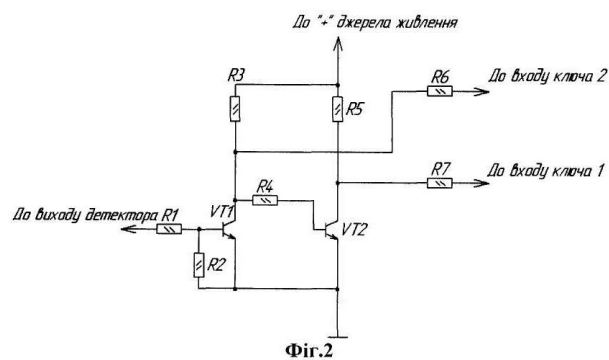 До "+" джерела живлення
R3
R5
R6
До входу ключа 2
R7
До входу ключа 1
R4
До виходу детектора R1
VT1
VT2
R2
Фіг.2